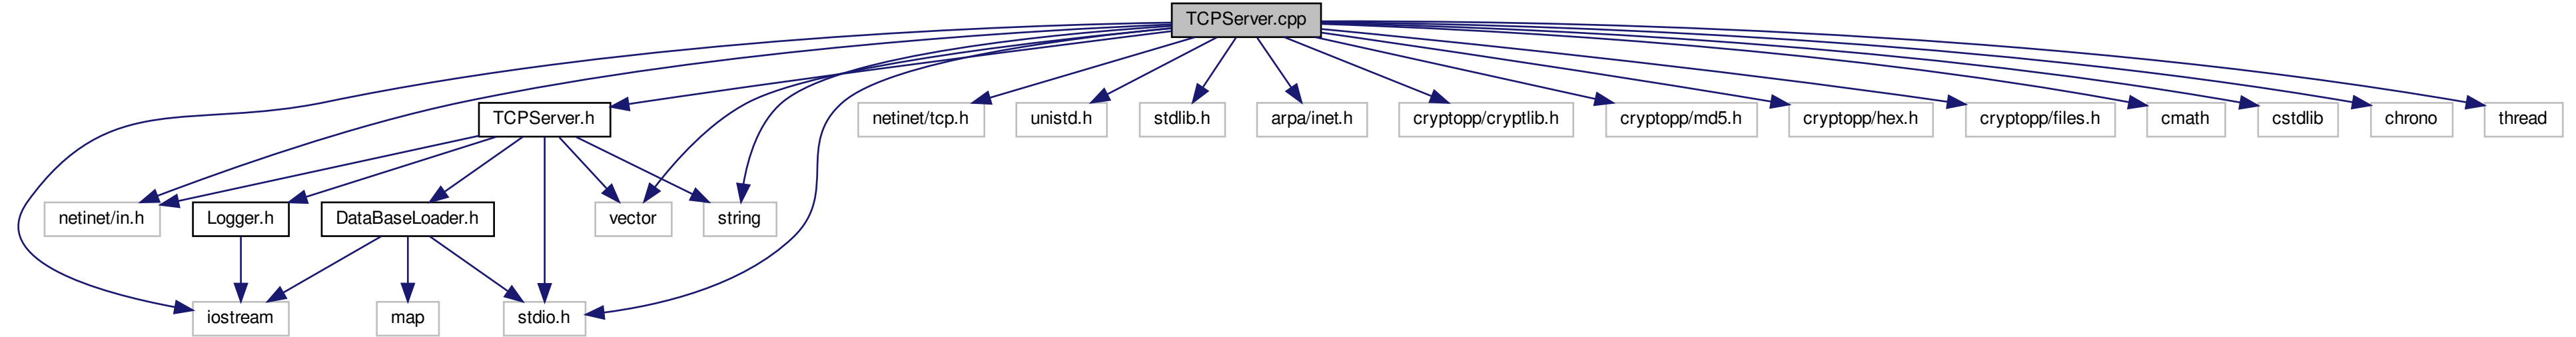 TCPServer.cpp
TCPServer.h
netinet/tcp.h
unistd.h
stdlib.h
arpa/inet.h
cryptopp/cryptlib.h
cryptopp/md5.h
cryptopp/hex.h
cryptopp/files.h
cmath
cstdlib
chrono
thread
netinet/in.h
Logger.h
DataBaseLoader.h
vector
string
iostream
map
stdio.h